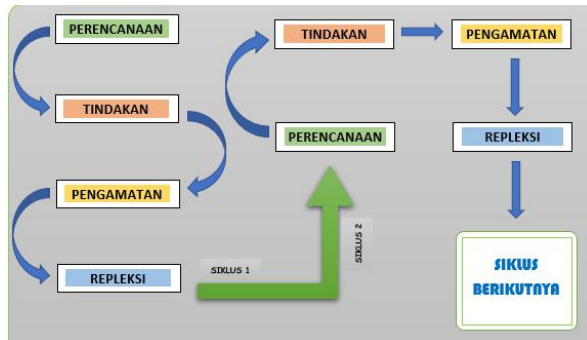 PERENCANAAN
TINDAKAN
PENGAMATAN
REPLEKSI
SIKLUS 1
SIKLUS 2
PERENCANAAN
TINDAKAN
PENGAMATAN
REPLEKSI
SIKLUS
BERIKUTNYA